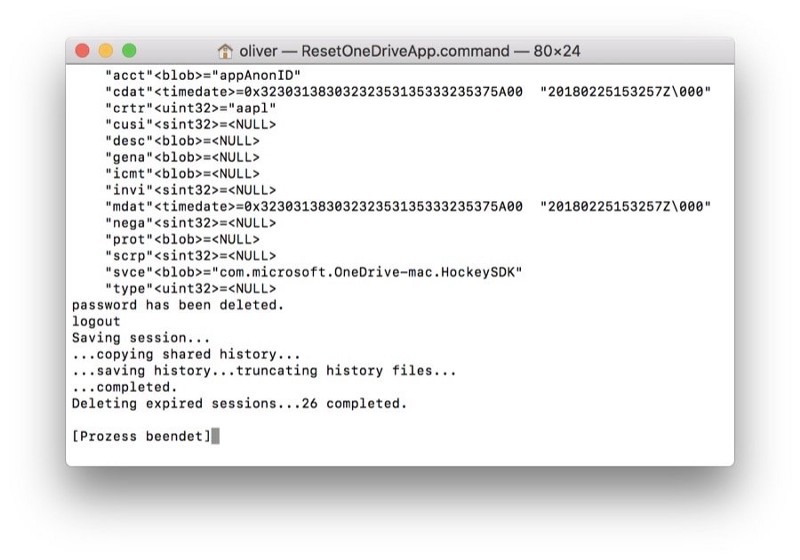 oliver — ResetOneDriveApp.command — 80×24
"acct"<blob>="appAnonID"
"cdat"<timedate>=0x32303138303232353135333235375A00 "20180225153257Z\000"
"crtr"<uint32>="aapl"
"cusi"<sint32>=<NULL>
"desc"<blob>=<NULL>
"gena"<blob>=<NULL>
"icmt"<blob>=<NULL>
"invi"<sint32>=<NULL>
"mdat"<timedate>=0x32303138303232353135333235375A00 "20180225153257Z\000"
"nega"<sint32>=<NULL>
"prot"<blob>=<NULL>
"scrp"<sint32>=<NULL>
"svce"<blob>="com.microsoft.OneDrive-mac.HockeySDK"
"type"<uint32>=<NULL>
password has been deleted.
logout
Saving session...
...copying shared history...
...saving history...truncating history files...
...completed.
Deleting expired sessions...26 completed.
[Prozess beendet]